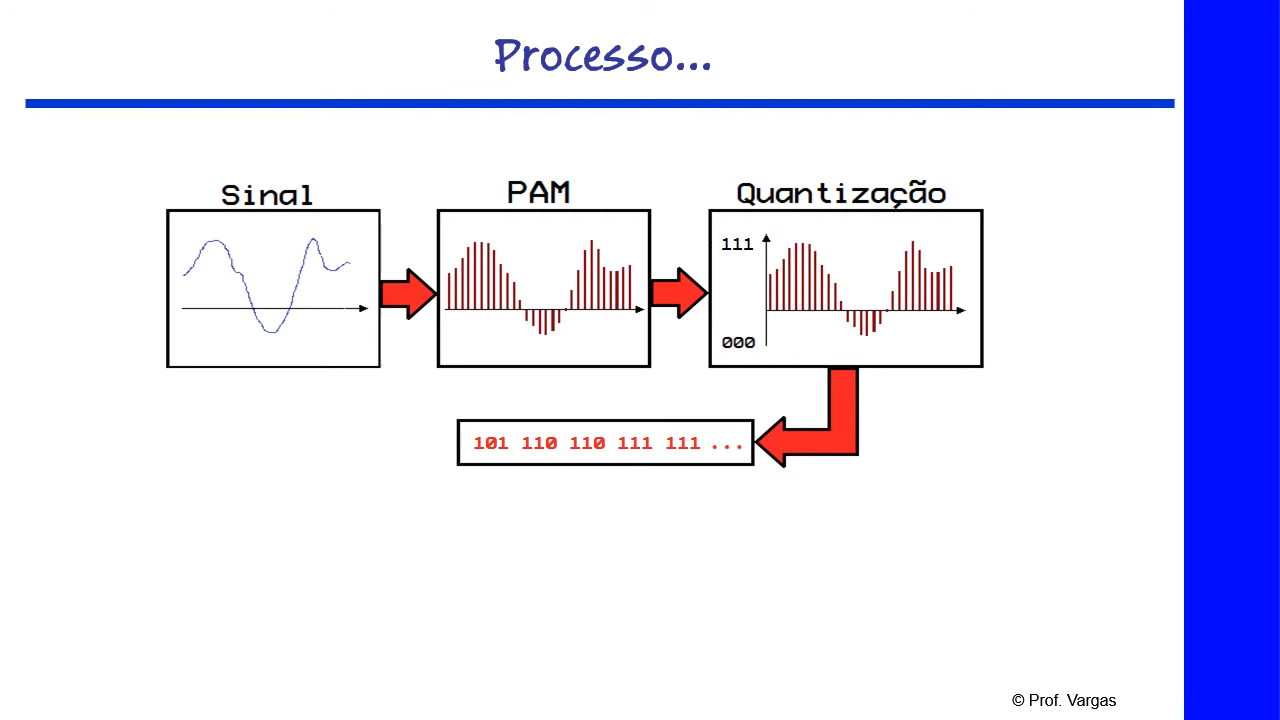 Processo...
Sinal
PAM
Quantização
111
000
101 110 110 111 111 ...
© Prof. Vargas